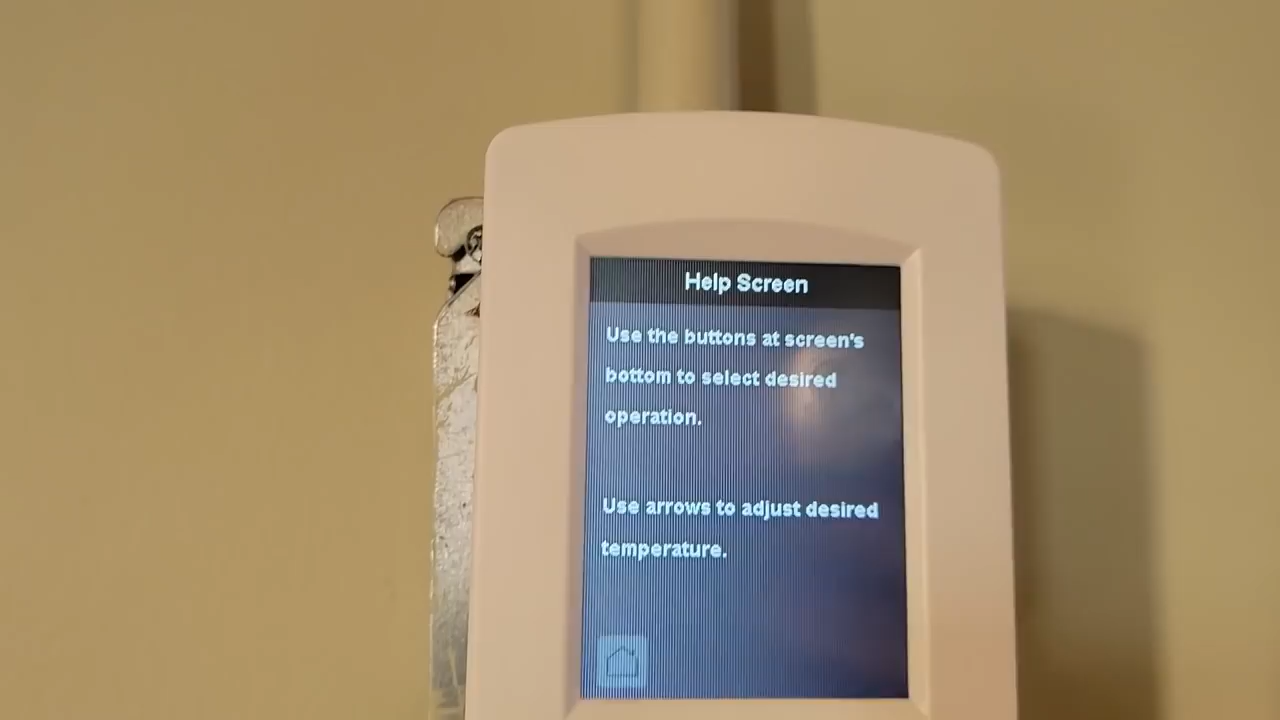 Help Screen
Use the buttons at screen's
bottom to select desired
operation.
Use arrows to adjust desired
temperature.